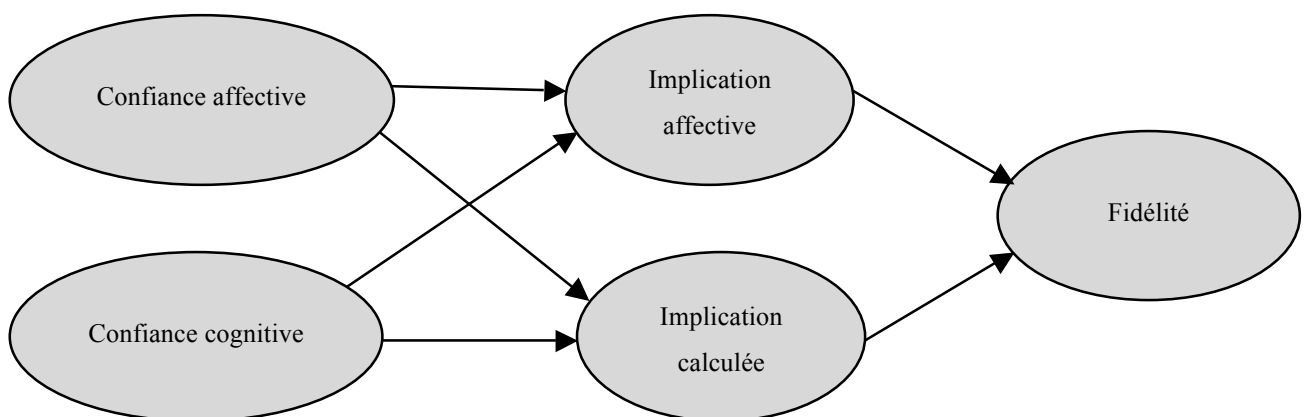 Confiance affective
Implication
affective
Fidélité
Confiance cognitive
Implication
calculée